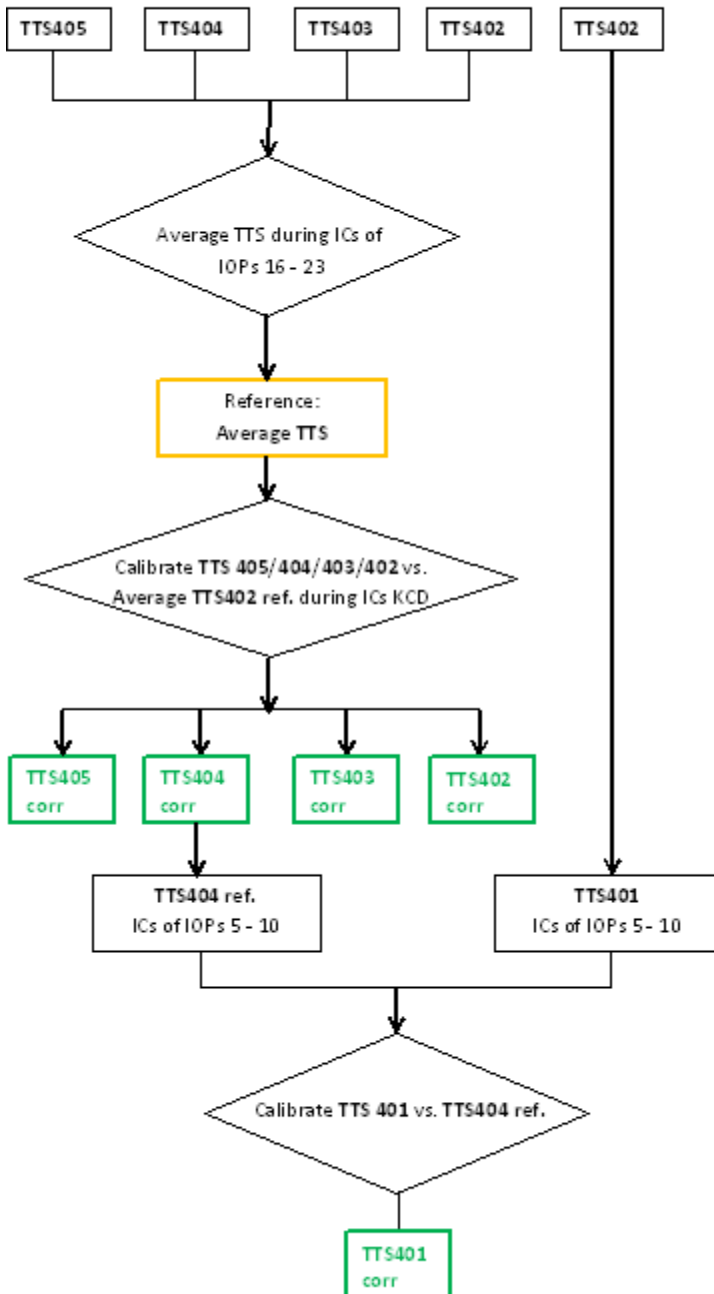 TTS405
TTS404
TTS403
TTS402
TTS402
Average TTS during ICs of
IOPs 16 - 23
Reference:
Average TTS
Calibrate TTS 405/404/403/402 vs.
Average TTS402 ref. during ICs KCD
TTS405
corr
TTS404
corr
TTS403
corr
TTS402
corr
TTS404 ref.
ICs of IOPs 5 - 10
TTS401
ICs of IOPs 5 - 10
Calibrate TTS 401 vs. TTS404 ref.
TTS401
corr